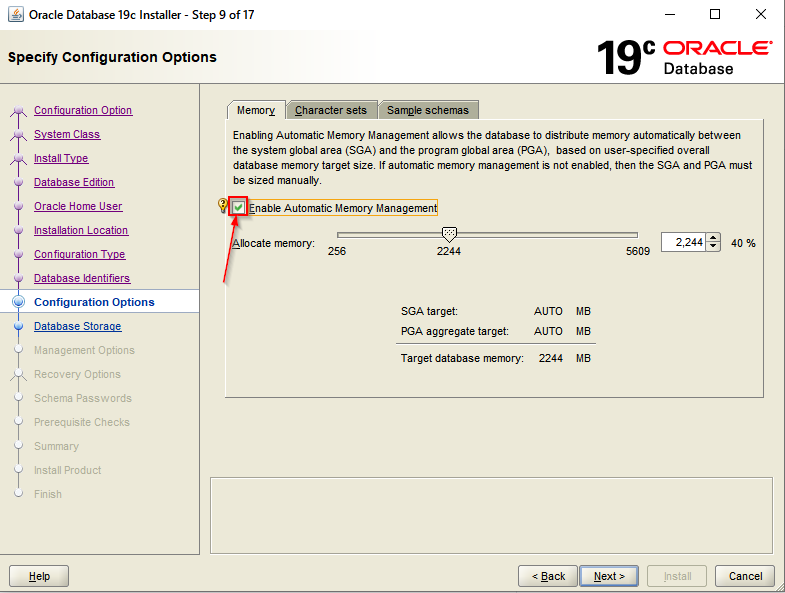 Oracle Database 19c Installer - Step 9 of 17
Specify Configuration Options
19c ORACLE
Database
Configuration Option
System Class
Install Type
Database Edition
Oracle Home User
Installation Location
Configuration Type
Database Identifiers
Configuration Options
Database Storage
Management Options
Recovery Options
Schema Passwords
Prerequisite Checks
Summary
Install Product
Finish
Memory
Character sets
Sample schemas
Enabling Automatic Memory Management allows the database to distribute memory automatically between
the system global area (SGA) and the program global area (PGA), based on user-specified overall
database memory target size. If automatic memory management is not enabled, then the SGA and PGA must
be sized manually.
Enable Automatic Memory Management
Allocate memory:
256
2244
5609
2,244
40 %
SGA target: AUTO MB
PGA aggregate target: AUTO MB
Target database memory: 2244 MB
Help
< Back
Next >
Install
Cancel